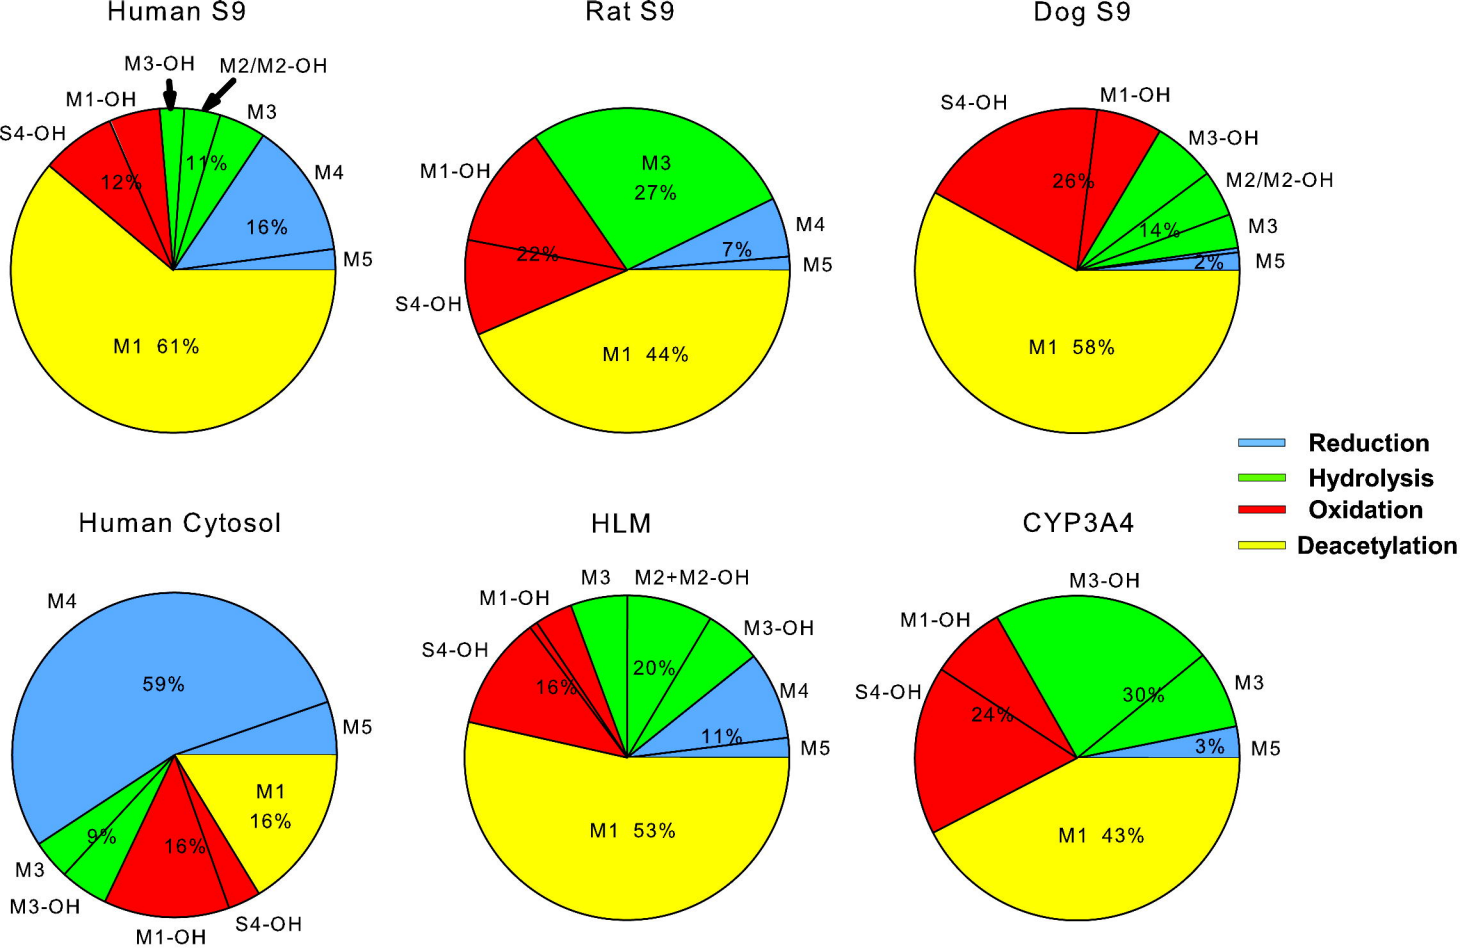 Human S9
M3-OH
M2/M2-OH
M1-OH
M3
S4-OH
M4
12%
11%
16%
M5
M1 61%
Rat S9
M1-OH
M3
27%
M4
22%
7%
M5
S4-OH
M1 44%
Dog S9
S4-OH
M1-OH
M3-OH
M2/M2-OH
26%
14%
M3
2%
M5
M1 58%
Reduction
Hydrolysis
Oxidation
Deacetylation
Human Cytosol
M4
59%
M5
M1
16%
9%
16%
M3
M3-OH
M1-OH
S4-OH
HLM
M3
M2+M2-OH
M1-OH
M3-OH
S4-OH
20%
16%
M4
11%
M5
M1 53%
CYP3A4
M3-OH
M1-OH
S4-OH
M3
30%
24%
3%
M5
M1 43%